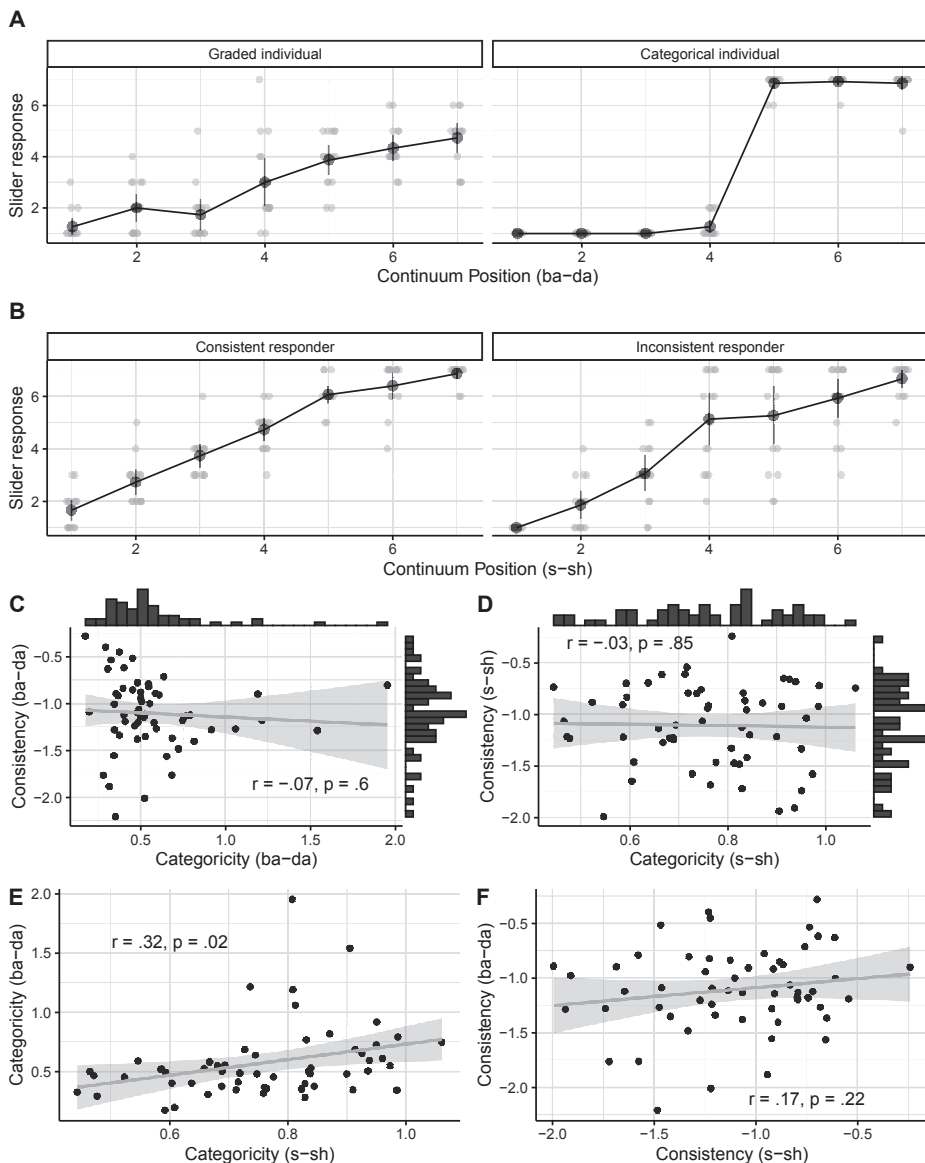 A
Graded individual
Categorical individual
Slider response
6
4
2
2
4
6
2
4
6
Continuum Position (ba−da)
B
Consistent responder
Inconsistent responder
Slider response
6
4
2
2
4
6
2
4
6
Continuum Position (s−sh)
C
Consistency (ba−da)
−0.5
−1.0
−1.5
−2.0
r = −.07, p = .6
0.5
1.0
1.5
2.0
Categoricity (ba−da)
D
r = −.03, p = .85
Consistency (s−sh)
−0.5
−1.0
−1.5
−2.0
0.6
0.8
1.0
Categoricity (s−sh)
E
Categoricity (ba−da)
2.0
1.5
1.0
0.5
r = .32, p = .02
0.6
0.8
1.0
Categoricity (s−sh)
F
Consistency (ba−da)
−0.5
−1.0
−1.5
−2.0
r = .17, p = .22
−2.0
−1.5
−1.0
−0.5
Consistency (s−sh)